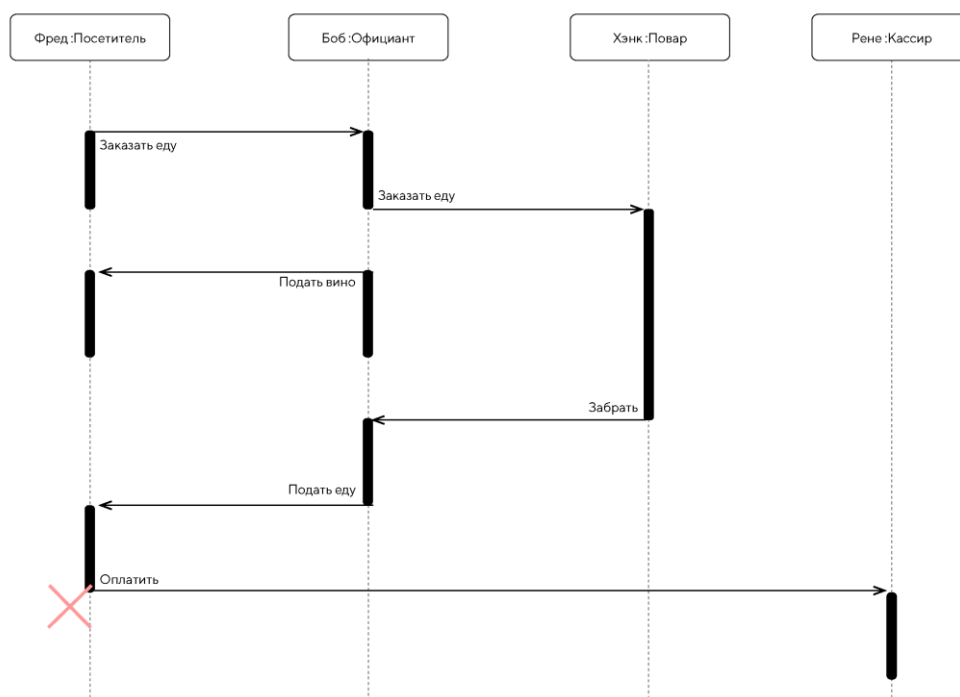 Фред :Посетитель
Боб :Официант
Хэнк :Повар
Рене :Кассир
Заказать еду
Заказать еду
Подать вино
Забрать
Подать еду
Оплатить